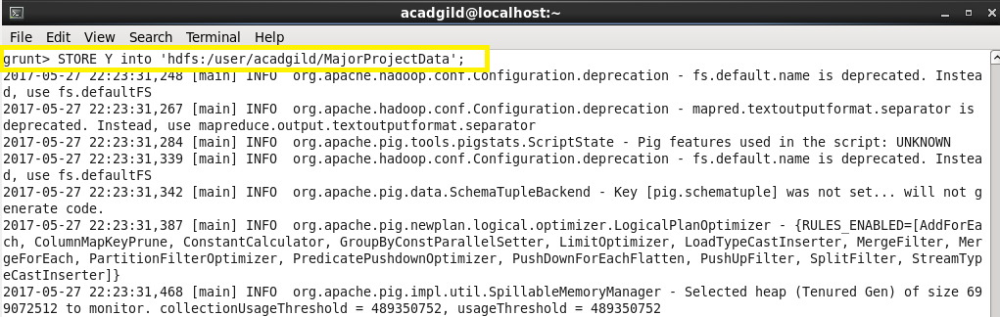 acadgild@localhost:~
File Edit View Search Terminal Help
grunt> STORE Y into 'hdfs:/user/acadgild/MajorProjectData';
2017-05-27 22:23:31,248 [main] INFO  org.apache.hadoop.conf.Configuration.deprecation - fs.default.name is deprecated. Instea
d, use fs.defaultFS
2017-05-27 22:23:31,267 [main] INFO  org.apache.hadoop.conf.Configuration.deprecation - mapred.textoutputformat.separator is
deprecated. Instead, use mapreduce.output.textoutputformat.separator
2017-05-27 22:23:31,284 [main] INFO  org.apache.pig.tools.pigstats.ScriptState - Pig features used in the script: UNKNOWN
2017-05-27 22:23:31,339 [main] INFO  org.apache.hadoop.conf.Configuration.deprecation - fs.default.name is deprecated. Instea
d, use fs.defaultFS
2017-05-27 22:23:31,342 [main] INFO  org.apache.pig.data.SchemaTupleBackend - Key [pig.schematuple] was not set... will not g
enerate code.
2017-05-27 22:23:31,387 [main] INFO  org.apache.pig.newplan.logical.optimizer.LogicalPlanOptimizer - {RULES_ENABLED=[AddForEa
ch, ColumnMapKeyPrune, ConstantCalculator, GroupByConstParallelSetter, LimitOptimizer, LoadTypeCastInserter, MergeFilter, Mer
geForEach, PartitionFilterOptimizer, PredicatePushdownOptimizer, PushDownForEachFlatten, PushUpFilter, SplitFilter, StreamTyp
eCastInserter]}
2017-05-27 22:23:31,468 [main] INFO  org.apache.pig.impl.util.SpillableMemoryManager - Selected heap (Tenured Gen) of size 69
9072512 to monitor. collectionUsageThreshold = 489350752, usageThreshold = 489350752